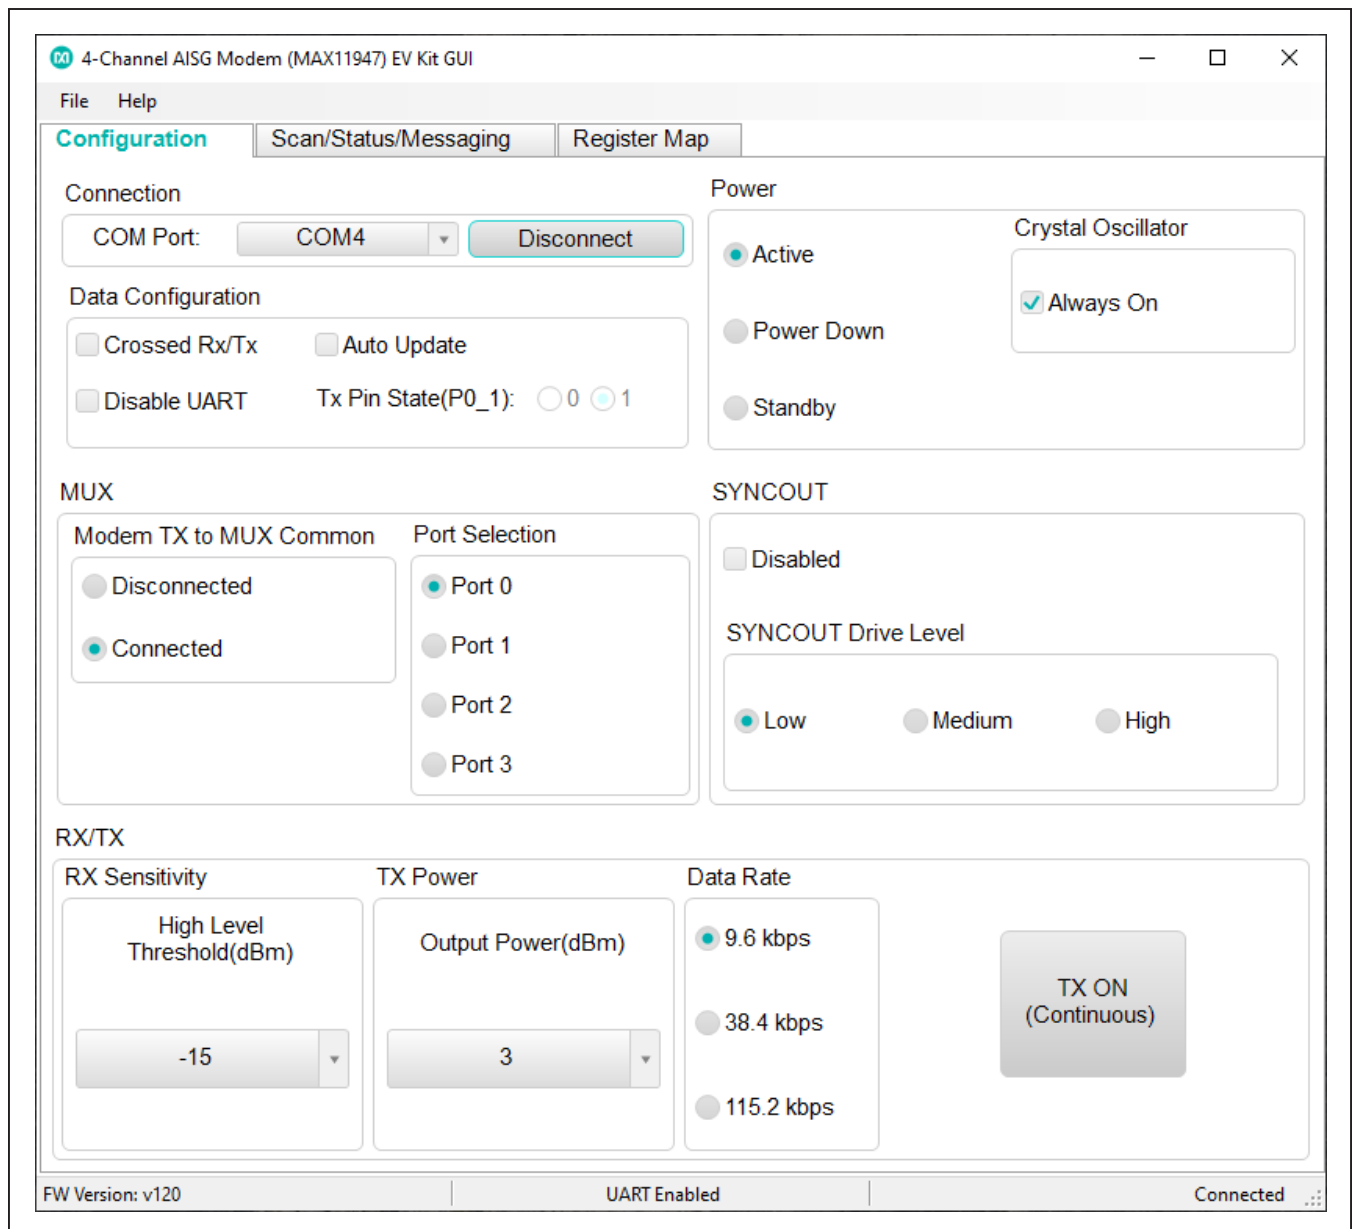 4-Channel AISG Modem (MAX11947) EV Kit GUI
File Help
Configuration Scan/Status/Messaging Register Map
Connection
COM Port: COM4 Disconnect
Data Configuration
Crossed Rx/Tx Auto Update
Disable UART Tx Pin State(P0_1): 0 1
Power
Active
Power Down
Standby
Crystal Oscillator
Always On
MUX
Modem TX to MUX Common
Disconnected
Connected
Port Selection
Port 0
Port 1
Port 2
Port 3
SYNCOUT
Disabled
SYNCOUT Drive Level
Low Medium High
RX/TX
RX Sensitivity
High Level
Threshold(dBm)
-15
TX Power
Output Power(dBm)
3
Data Rate
9.6 kbps
38.4 kbps
115.2 kbps
TX ON
(Continuous)
FW Version: v120 UART Enabled Connected